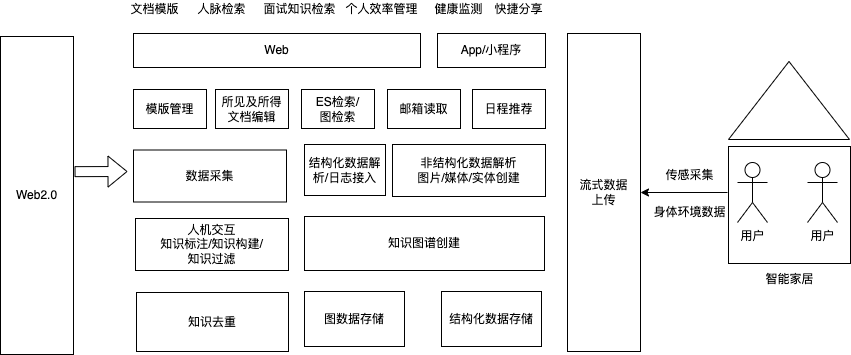 文档模版 人脉检索 面试知识检索 个人效率管理 健康监测 快捷分享
Web
App/小程序
模版管理
所见及所得
文档编辑
ES检索/
图检索
邮箱读取
日程推荐
Web2.0
数据采集
结构化数据解
析/日志接入
非结构化数据解析
图片/媒体/实体创建
流式数据
上传
传感采集
身体环境数据
用户
用户
智能家居
人机交互
知识标注/知识构建/
知识过滤
知识图谱创建
知识去重
图数据存储
结构化数据存储